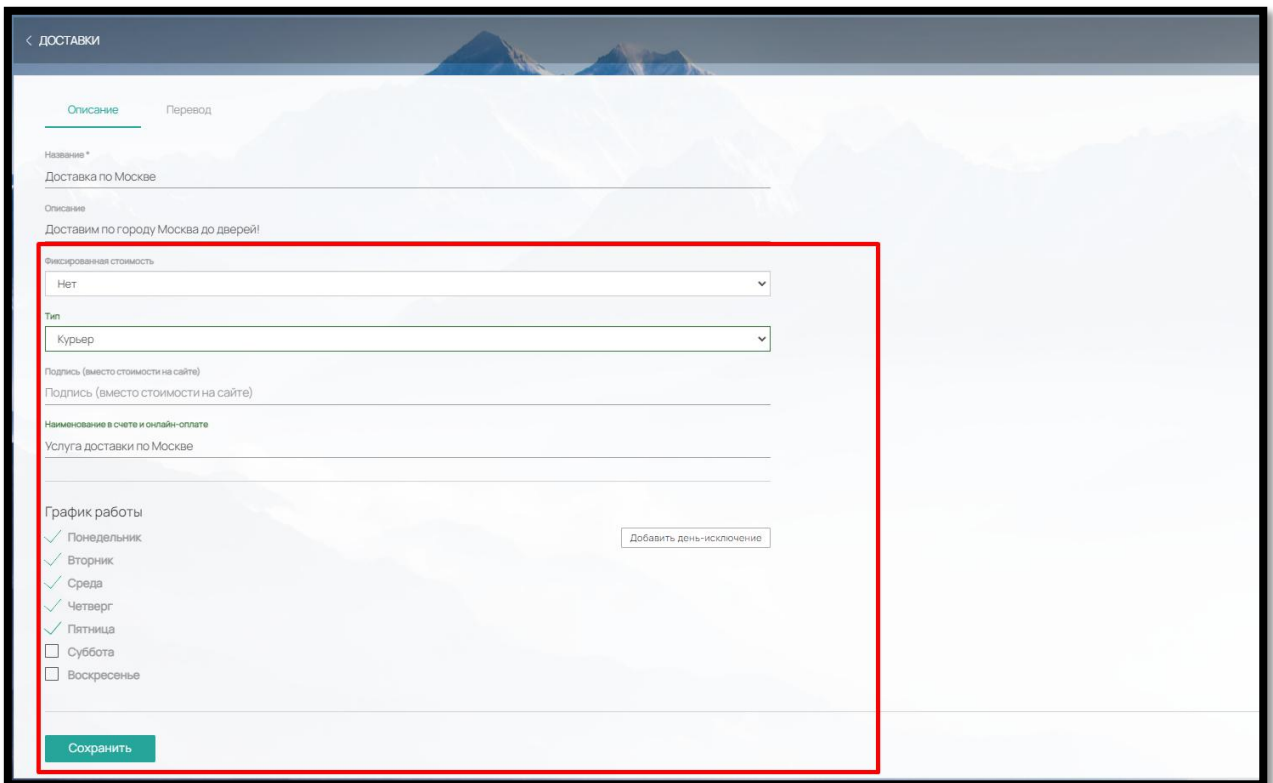 < ДОСТАВКИ
Описание Перевод
Название *
Доставка по Москве
Описание
Доставим по городу Москва до дверей!
Фиксированная стоимость
Нет
Тип
Курьер
Подпись (вместо стоимости на сайте)
Подпись (вместо стоимости на сайте)
Наименование в счете и онлайн-оплате
Услуга доставки по Москве
График работы
Понедельник Добавить день-исключение
Вторник
Среда
Четверг
Пятница
Суббота
Воскресенье
Сохранить